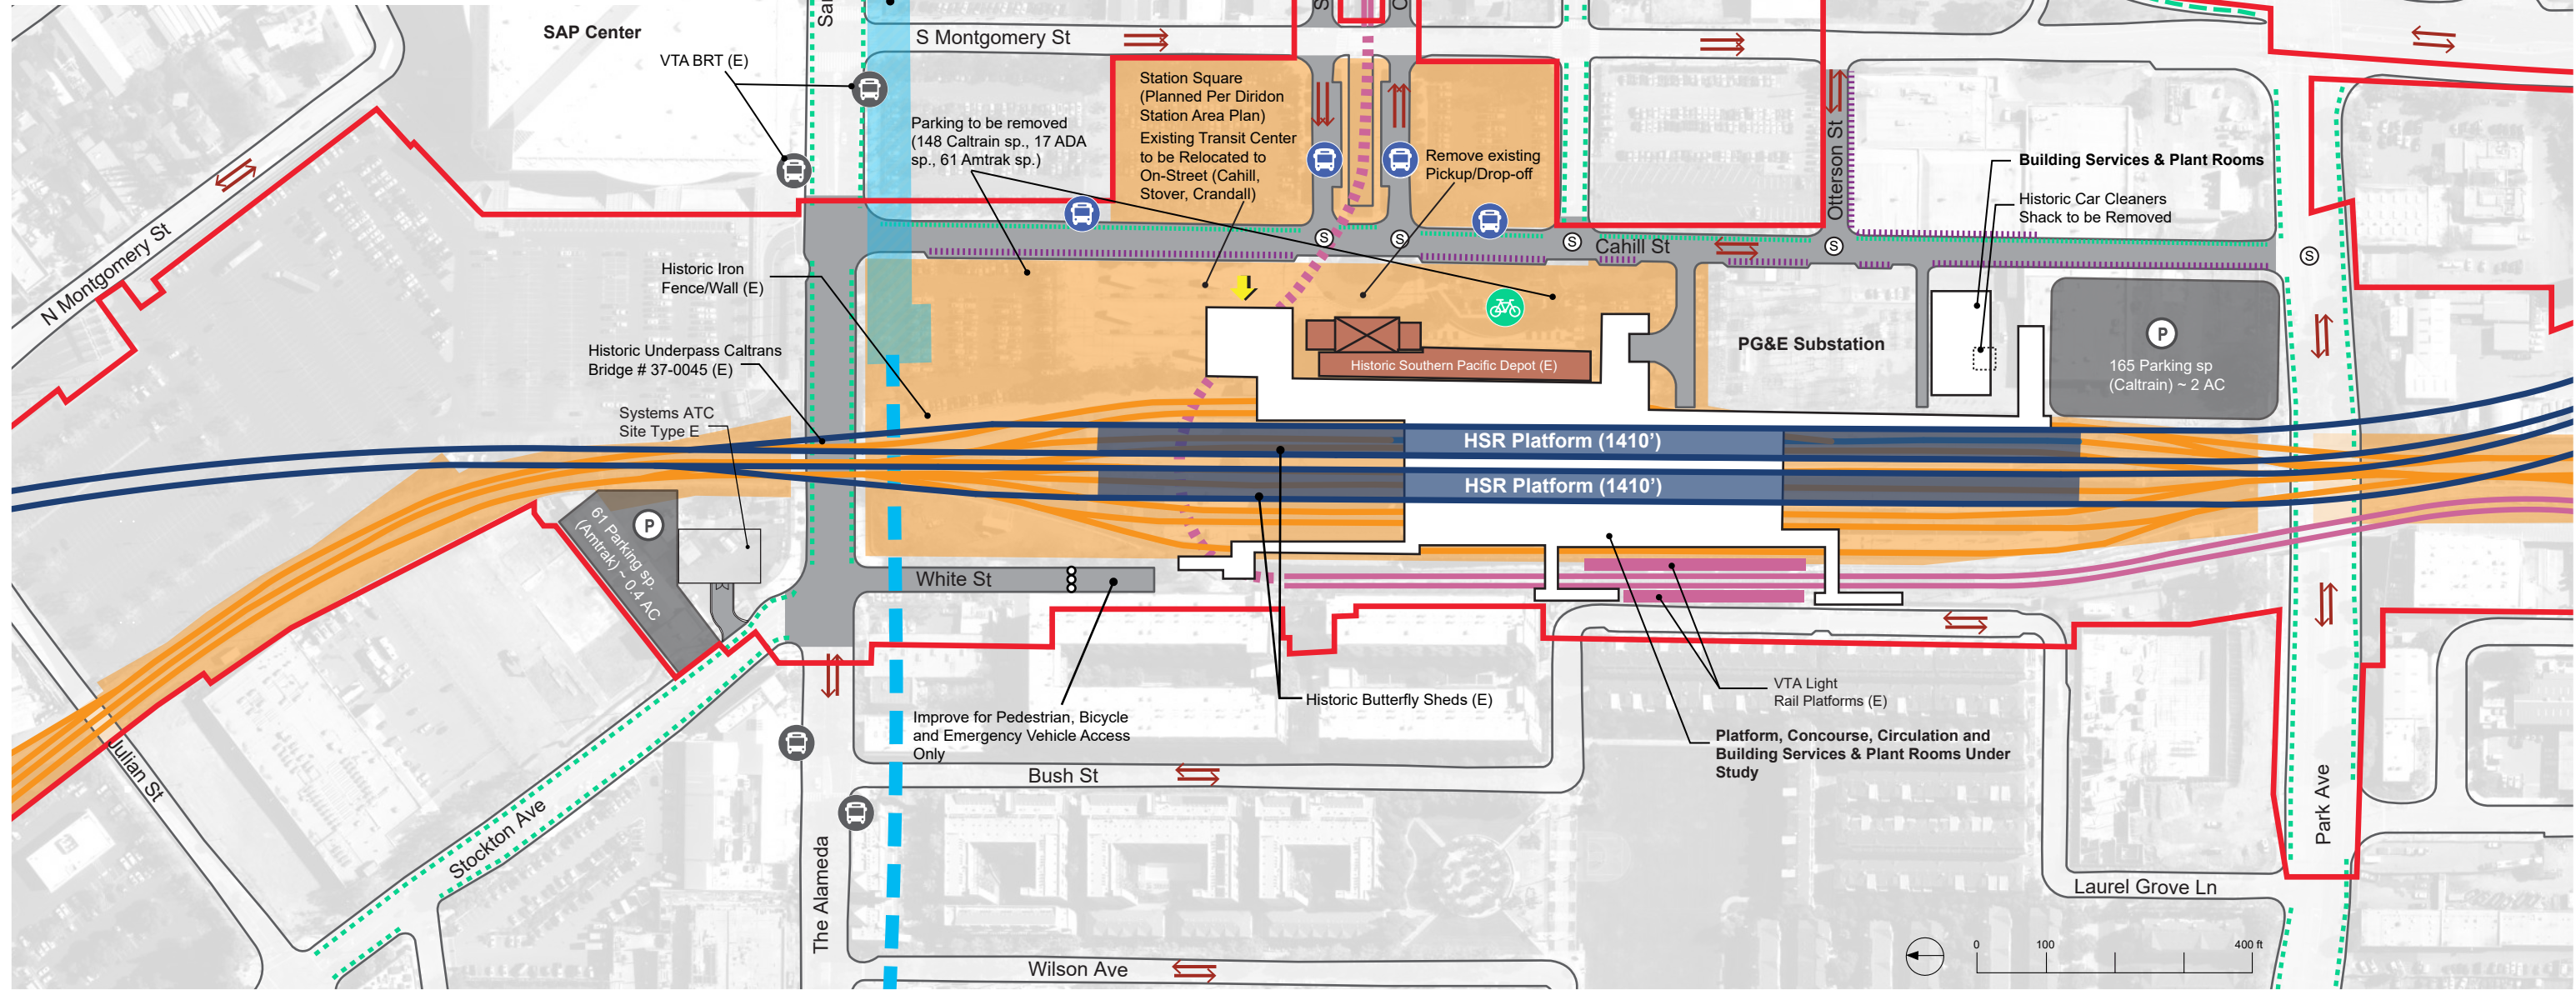 SAP Center
VTA BRT (E)
S Montgomery St
Station Square
(Planned Per Diridon
Station Area Plan)
Existing Transit Center
to be Relocated to
On-Street (Cahill,
Stover, Crandall)
Parking to be removed
(148 Caltrain sp., 17 ADA
sp., 61 Amtrak sp.)
Remove existing
Pickup/Drop-off
Otterson St
Building Services & Plant Rooms
Historic Car Cleaners
Shack to be Removed
N Montgomery St
S
S
S
Cahill St
S
S
Historic Iron
Fence/Wall (E)
Historic Underpass Caltrans
Bridge # 37-0045 (E)
Systems ATC
Site Type E
Historic Southern Pacific Depot (E)
PG&E Substation
P
165 Parking sp
(Caltrain) ~ 2 AC
HSR Platform (1410’)
HSR Platform (1410’)
P
61 Parking sp.
(Amtrak) ~ 0.4 AC
White St
Historic Butterfly Sheds (E)
VTA Light
Rail Platforms (E)
Improve for Pedestrian, Bicycle
and Emergency Vehicle Access
Only
Platform, Concourse, Circulation and
Building Services & Plant Rooms Under
Study
Julian St
Stockton Ave
The Alameda
Bush St
Park Ave
Laurel Grove Ln
Wilson Ave
0 100 400 ft